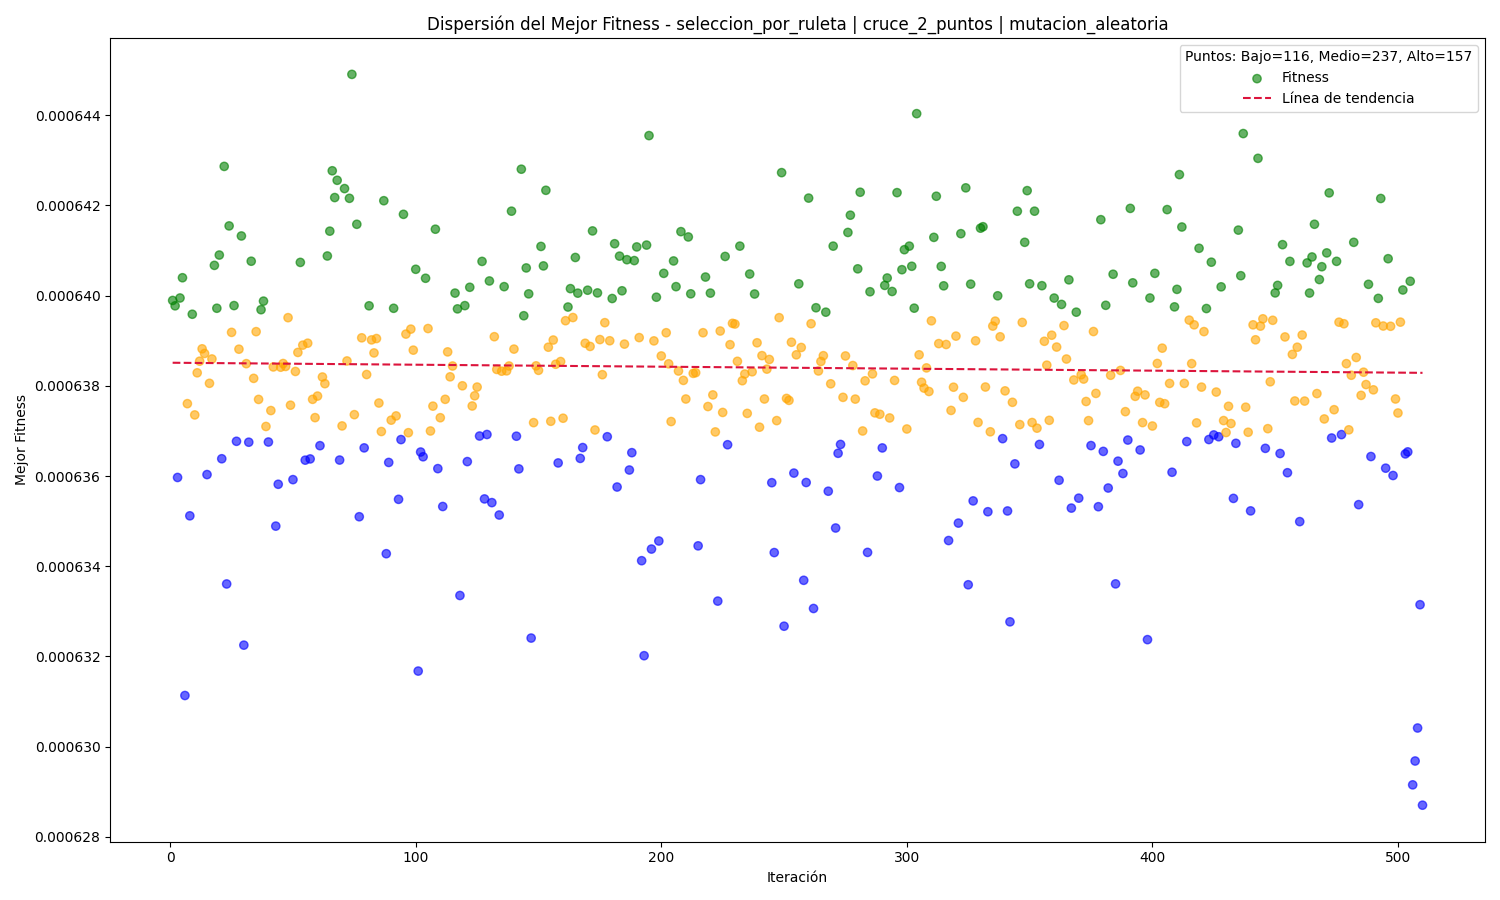 Dispersión del Mejor Fitness - seleccion_por_ruleta | cruce_2_puntos | mutacion_aleatoria
Puntos: Bajo=116, Medio=237, Alto=157
Fitness
Línea de tendencia
Mejor Fitness
0.000644
0.000642
0.000640
0.000638
0.000636
0.000634
0.000632
0.000630
0.000628
0
100
200
300
400
500
Iteración